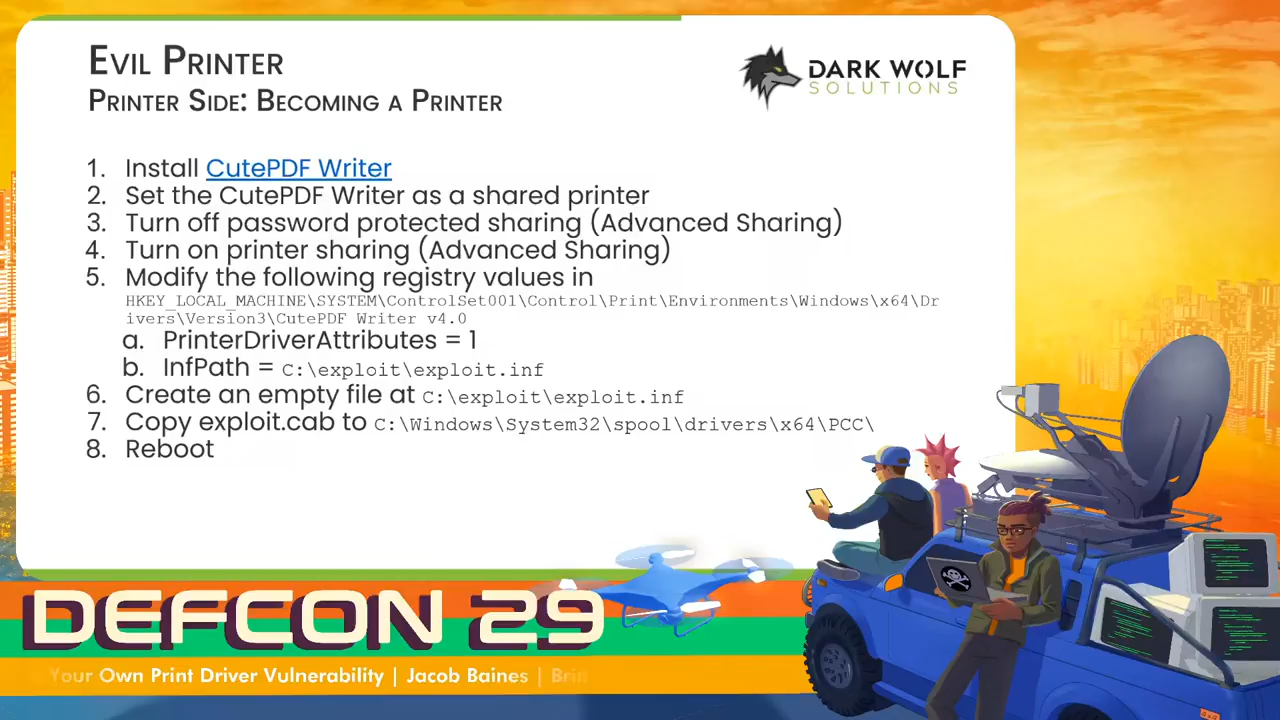 Evil Printer
Printer Side: Becoming a Printer
DARK WOLF
SOLUTIONS
1. Install CutePDF Writer
2. Set the CutePDF Writer as a shared printer
3. Turn off password protected sharing (Advanced Sharing)
4. Turn on printer sharing (Advanced Sharing)
5. Modify the following registry values in
HKEY_LOCAL_MACHINE\SYSTEM\ControlSet001\Control\Print\Environments\Windows\x64\Dr
ivers\Version3\CutePDF Writer v4.0
a. PrinterDriverAttributes = 1
b. InfPath = C:\exploit\exploit.inf
6. Create an empty file at C:\exploit\exploit.inf
7. Copy exploit.cab to C:\Windows\System32\spool\drivers\x64\PCC\
8. Reboot
DEFCON 29
Your Own Print Driver Vulnerability | Jacob Baines |